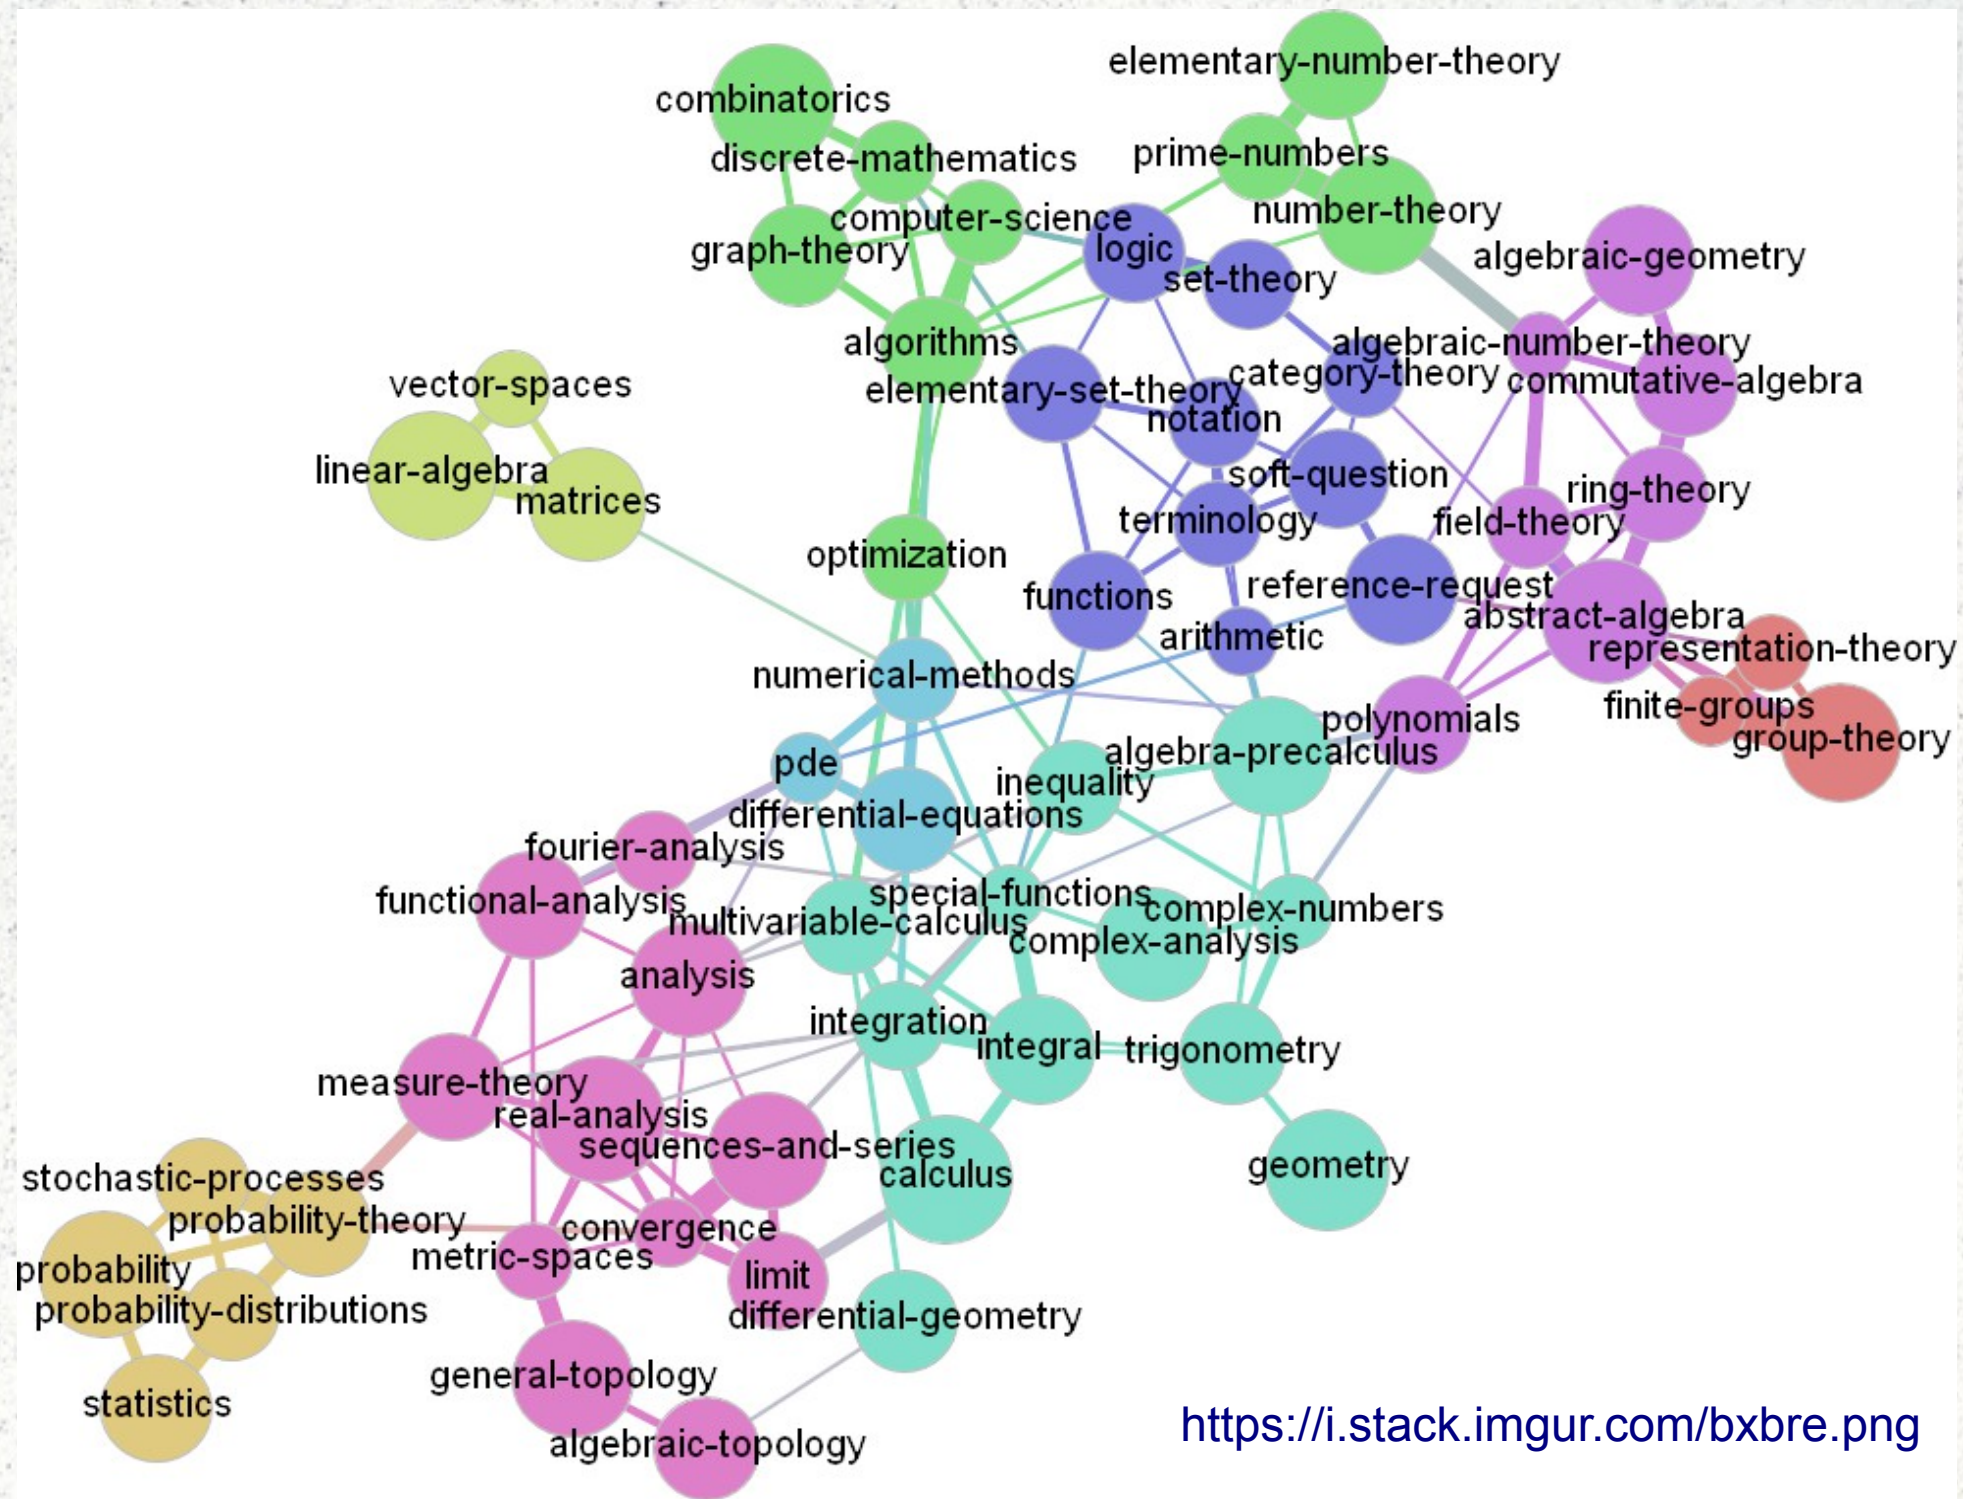 elementary-number-theory
combinatorics
prime-numbers
discrete-mathematics
number-theory
computer-science
logic
graph-theory
algebraic-geometry
set-theory
algorithms
algebraic-number-theory
vector-spaces
category-theory
commutative-algebra
elementary-set-theory
notation
linear-algebra
soft-question
matrices
ring-theory
terminology
field-theory
optimization
functions
reference-request
abstract-algebra
arithmetic
representation-theory
numerical-methods
finite-groups
polynomials
group-theory
algebra-precalculus
pde
inequality
differential-equations
fourier-analysis
functional-analysis
special-functions
complex-numbers
multivariable-calculus
complex-analysis
analysis
integration
integral
trigonometry
measure-theory
real-analysis
sequences-and-series
calculus
geometry
stochastic-processes
probability-theory
convergence
metric-spaces
probability
limit
probability-distributions
differential-geometry
general-topology
statistics
algebraic-topology
https://i.stack.imgur.com/bxbre.png